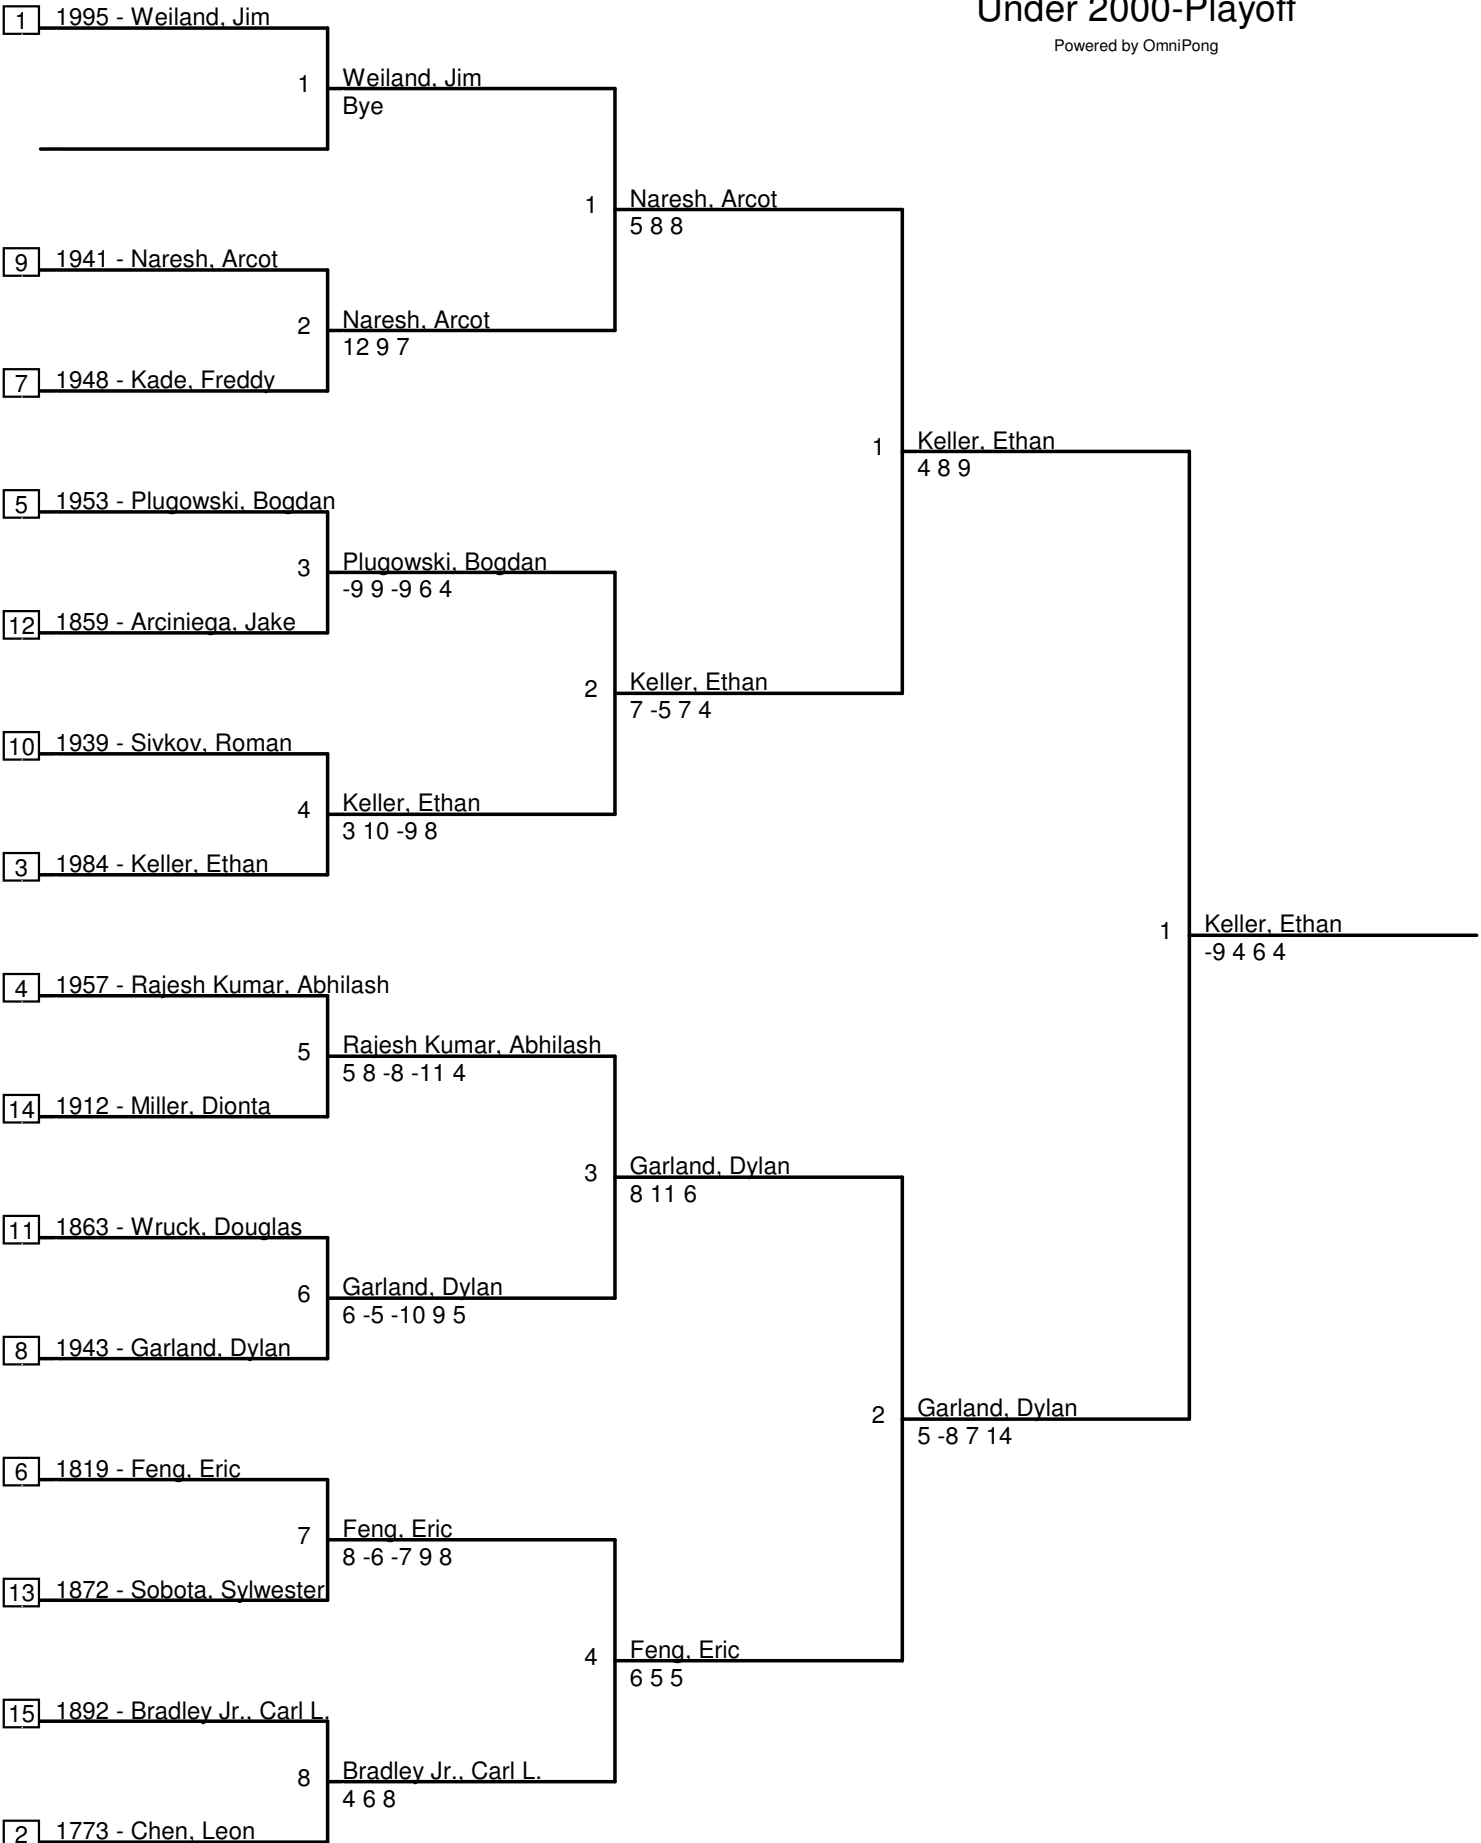 Under 2000-Playoff
Powered by OmniPong
1 1995 - Weiland, Jim
1 Weiland, Jim
Bye
1 Naresh, Arcot
5 8 8
9 1941 - Naresh, Arcot
2 Naresh, Arcot
12 9 7
7 1948 - Kade, Freddy
1 Keller, Ethan
4 8 9
5 1953 - Plugowski, Bogdan
3 Plugowski, Bogdan
-9 9 -9 6 4
12 1859 - Arciniega, Jake
2 Keller, Ethan
7 -5 7 4
10 1939 - Sivkov, Roman
4 Keller, Ethan
3 10 -9 8
3 1984 - Keller, Ethan
1 Keller, Ethan
-9 4 6 4
4 1957 - Rajesh Kumar, Abhilash
5 Rajesh Kumar, Abhilash
5 8 -8 -11 4
14 1912 - Miller, Dionta
3 Garland, Dylan
8 11 6
11 1863 - Wruck, Douglas
6 Garland, Dylan
6 -5 -10 9 5
8 1943 - Garland, Dylan
2 Garland, Dylan
5 -8 7 14
6 1819 - Feng, Eric
7 Feng, Eric
8 -6 -7 9 8
13 1872 - Sobota, Sylwester
4 Feng, Eric
6 5 5
15 1892 - Bradley Jr., Carl L.
8 Bradley Jr., Carl L.
4 6 8
2 1773 - Chen, Leon